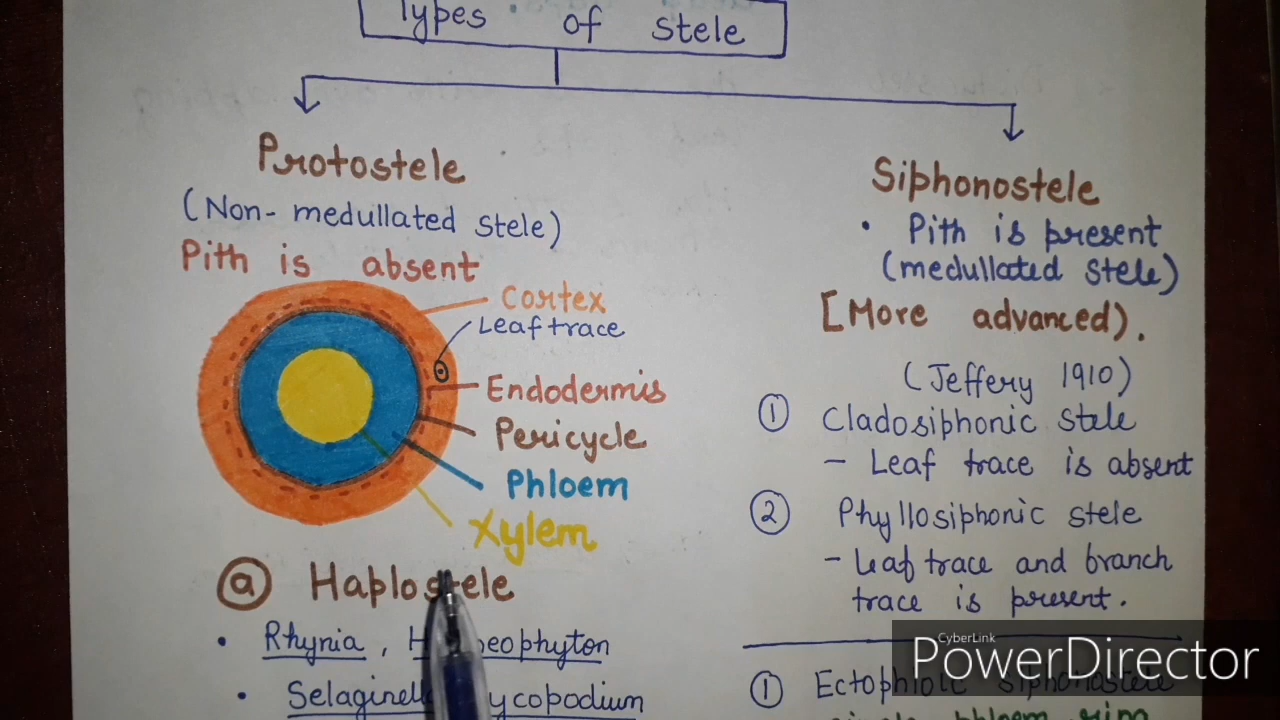 Types of stele
Protostele
(Non-medullated stele)
Pith is absent
Cortex
Leaf trace
Endodermis
Pericycle
Phloem
Xylem
ⓐ Haplostele
• Rhynia,
Siphonostele
• Pith is present
(medullated stele)
[More advanced).
(Jeffery 1910)
① Cladosiphonic stele
- Leaf trace is absent
② Phyllosiphonic stele
- Leaf trace and branch
trace is present.
① Ectophloic siphonostele
phloem rim
CyberLink
PowerDirector